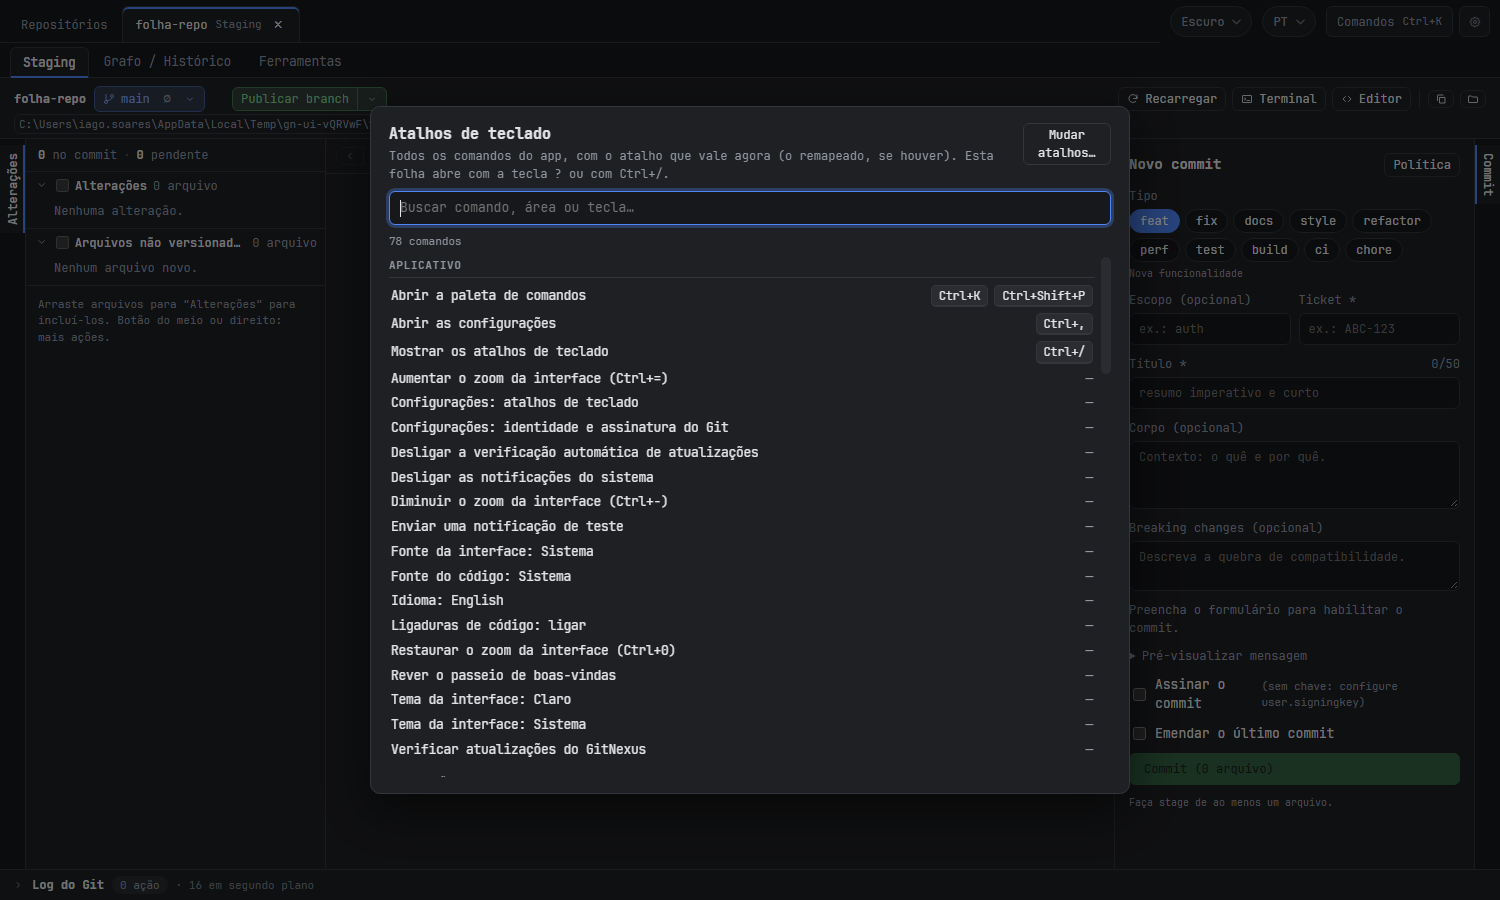 Repositórios
folha-repo Staging ×
Escuro
PT
Comandos Ctrl+K
Staging
Grafo / Histórico
Ferramentas
folha-repo
main
Publicar branch
Recarregar
Terminal
Editor
C:\Users\iago.soares\AppData\Local\Temp\gn-ui-vQRVwF\
Alterações
0 no commit · 0 pendente
Alterações 0 arquivo
Nenhuma alteração.
Arquivos não versionad… 0 arquivo
Nenhum arquivo novo.
Arraste arquivos para "Alterações" para
incluí-los. Botão do meio ou direito:
mais ações.
Atalhos de teclado
Todos os comandos do app, com o atalho que vale agora (o remapeado, se houver). Esta
folha abre com a tecla ? ou com Ctrl+/.
Mudar
atalhos…
Buscar comando, área ou tecla…
78 comandos
APLICATIVO
Abrir a paleta de comandos Ctrl+K Ctrl+Shift+P
Abrir as configurações Ctrl+,
Mostrar os atalhos de teclado Ctrl+/
Aumentar o zoom da interface (Ctrl+=) —
Configurações: atalhos de teclado —
Configurações: identidade e assinatura do Git —
Desligar a verificação automática de atualizações —
Desligar as notificações do sistema —
Diminuir o zoom da interface (Ctrl+-) —
Enviar uma notificação de teste —
Fonte da interface: Sistema —
Fonte do código: Sistema —
Idioma: English —
Ligaduras de código: ligar —
Restaurar o zoom da interface (Ctrl+0) —
Rever o passeio de boas-vindas —
Tema da interface: Claro —
Tema da interface: Sistema —
Verificar atualizações do GitNexus —
Novo commit
Política
Tipo
feat fix docs style refactor
perf test build ci chore
Nova funcionalidade
Escopo (opcional) Ticket *
ex.: auth ex.: ABC-123
Título * 0/50
resumo imperativo e curto
Corpo (opcional)
Contexto: o quê e por quê.
Breaking changes (opcional)
Descreva a quebra de compatibilidade.
Preencha o formulário para habilitar o
commit.
Pré-visualizar mensagem
Assinar o
commit
(sem chave: configure
user.signingkey)
Emendar o último commit
Commit (0 arquivo)
Faça stage de ao menos um arquivo.
Commit
Log do Git 0 ação · 16 em segundo plano